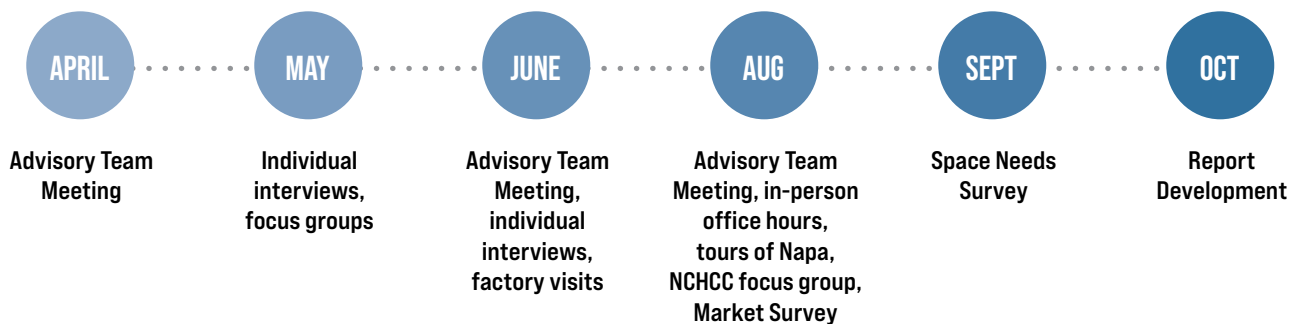 APRIL
Advisory Team
Meeting
MAY
Individual
interviews,
focus groups
JUNE
Advisory Team
Meeting,
individual
interviews,
factory visits
AUG
Advisory Team
Meeting, in-person
office hours,
tours of Napa,
NCHCC focus group,
Market Survey
SEPT
Space Needs
Survey
OCT
Report
Development